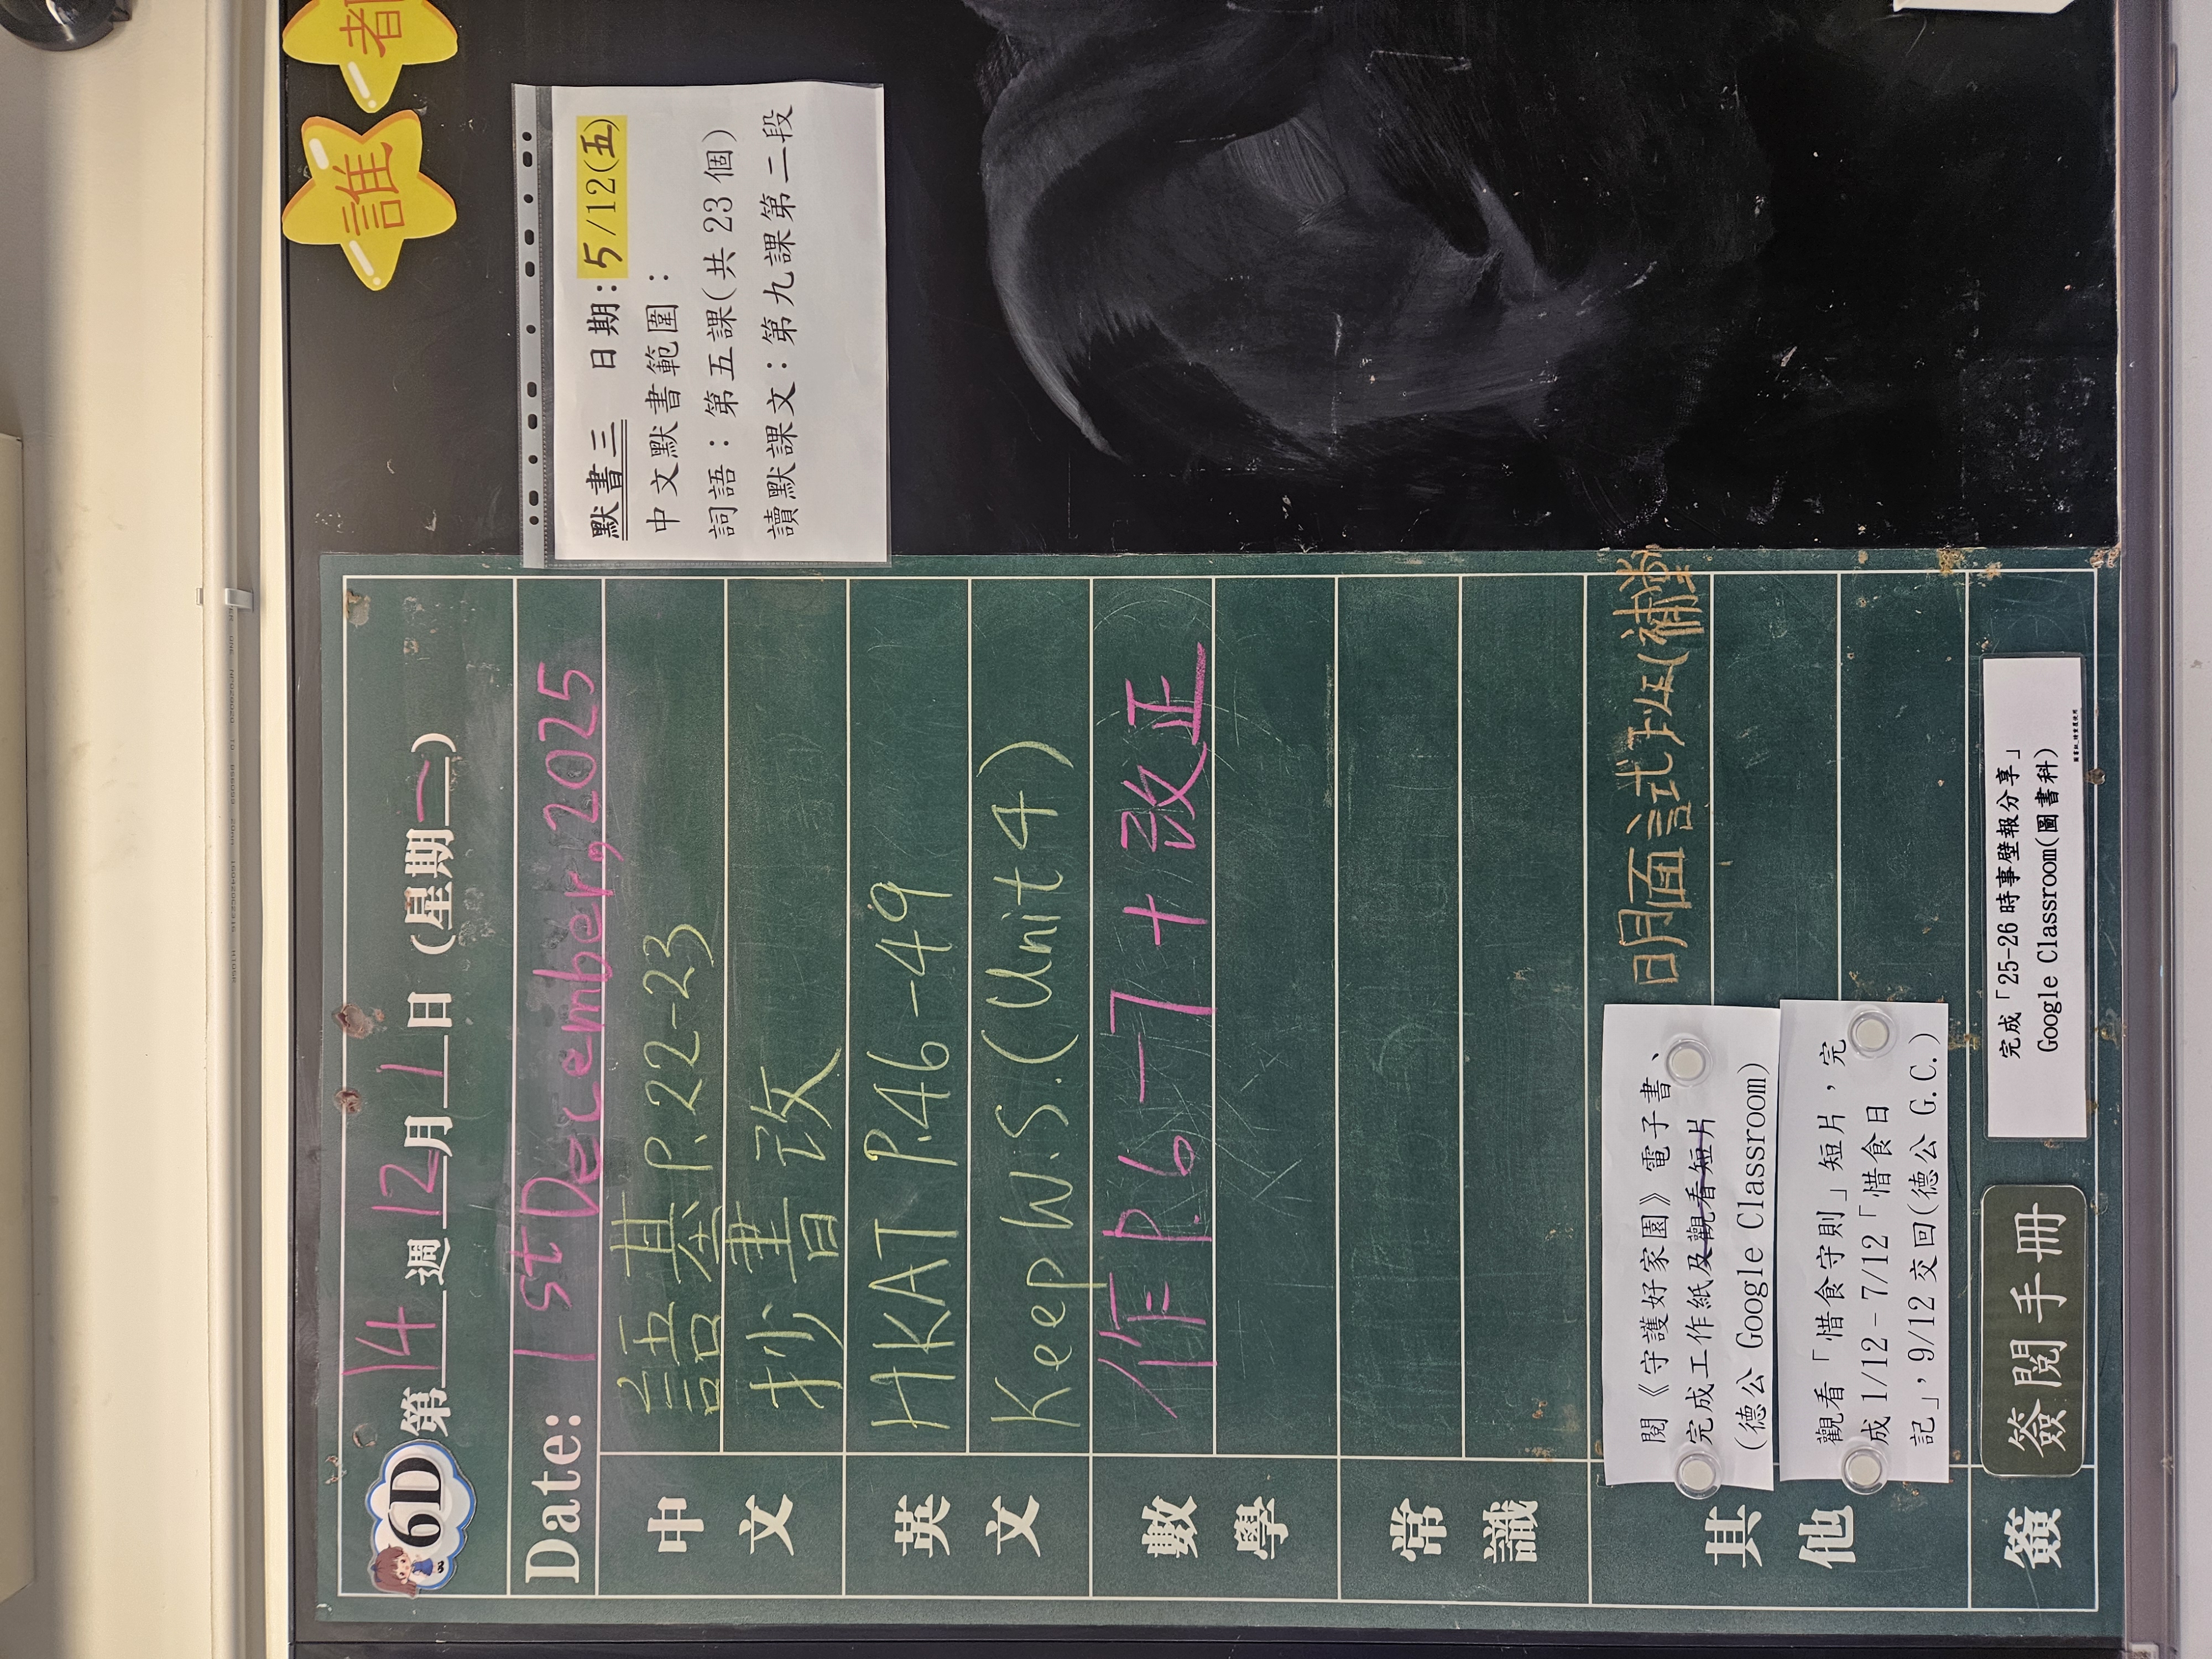 6D 第14週12月1日(星期一)
Date: 1st December, 2025
中文
語基 P.22-23
抄書改
英文
HKAT P.46-49
Keep W.S.(Unit 4)
數學
作 P.6-7+改正
常識
其他
明面試班(補堂
閱《守護好家園》電子書、
完成工作紙及觀看短片
(德公 Google Classroom)
觀看「惜食守則」短片，完
成 1/12-7/12「惜食日
記」，9/12 交回(德公 G.C.)
簽
簽閱手冊
完成「25-26 時事壁報分享」
Google Classroom(圖書科)
默書三 日期：5/12(五)
中文默書範圍：
詞語：第五課(共 23 個)
讀默課文：第九課第二段
誰
都